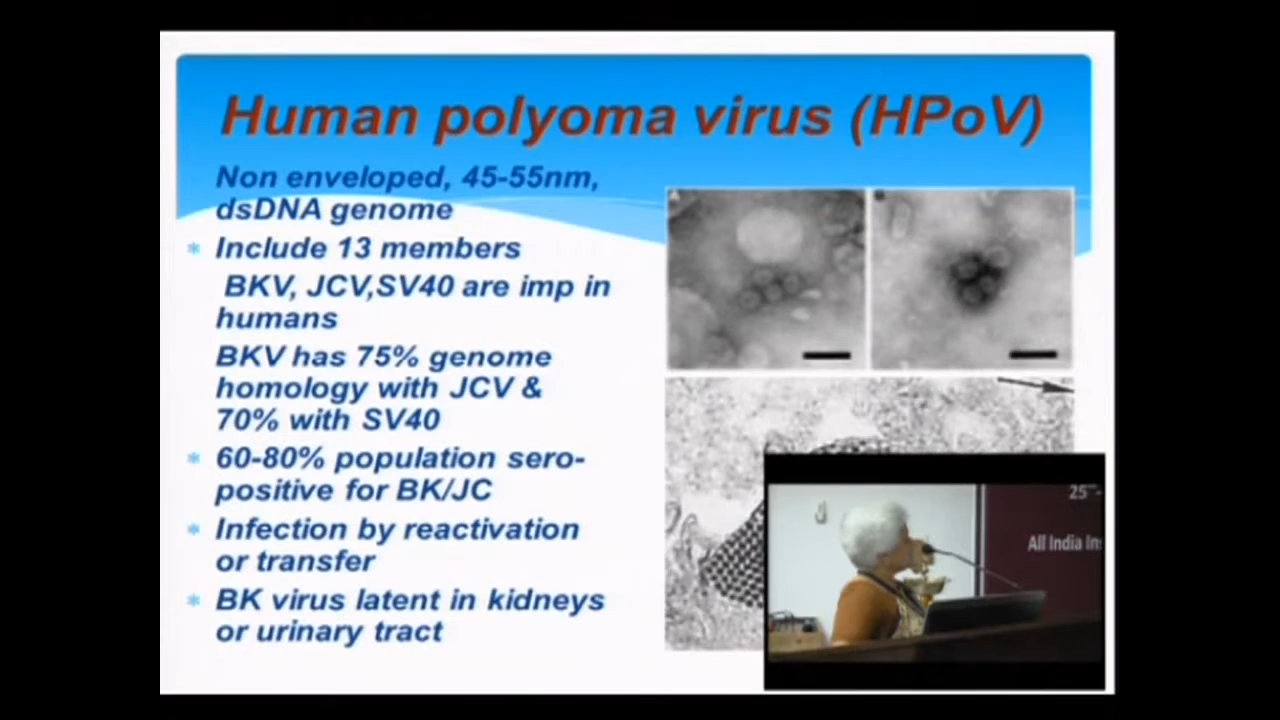 Human polyoma virus (HPoV)
Non enveloped, 45-55nm,
dsDNA genome
* Include 13 members
BKV, JCV,SV40 are imp in
humans
BKV has 75% genome
homology with JCV &
70% with SV40
* 60-80% population sero-
positive for BK/JC
* Infection by reactivation
or transfer
* BK virus latent in kidneys
or urinary tract
A
B
25
All India Ins